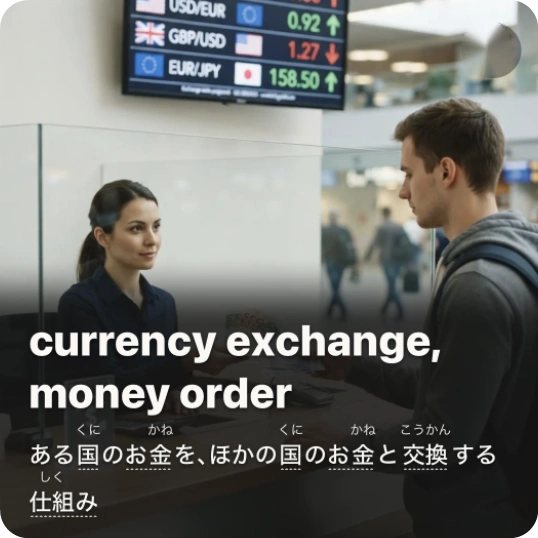 USD/EUR 0.92 ↑
GBP/USD 1.27 ↓
EUR/JPY 158.50 ↑
currency exchange,
money order
くに かね くに かね こうかん
ある国のお金を、ほかの国のお金と交換する
しく
仕組み